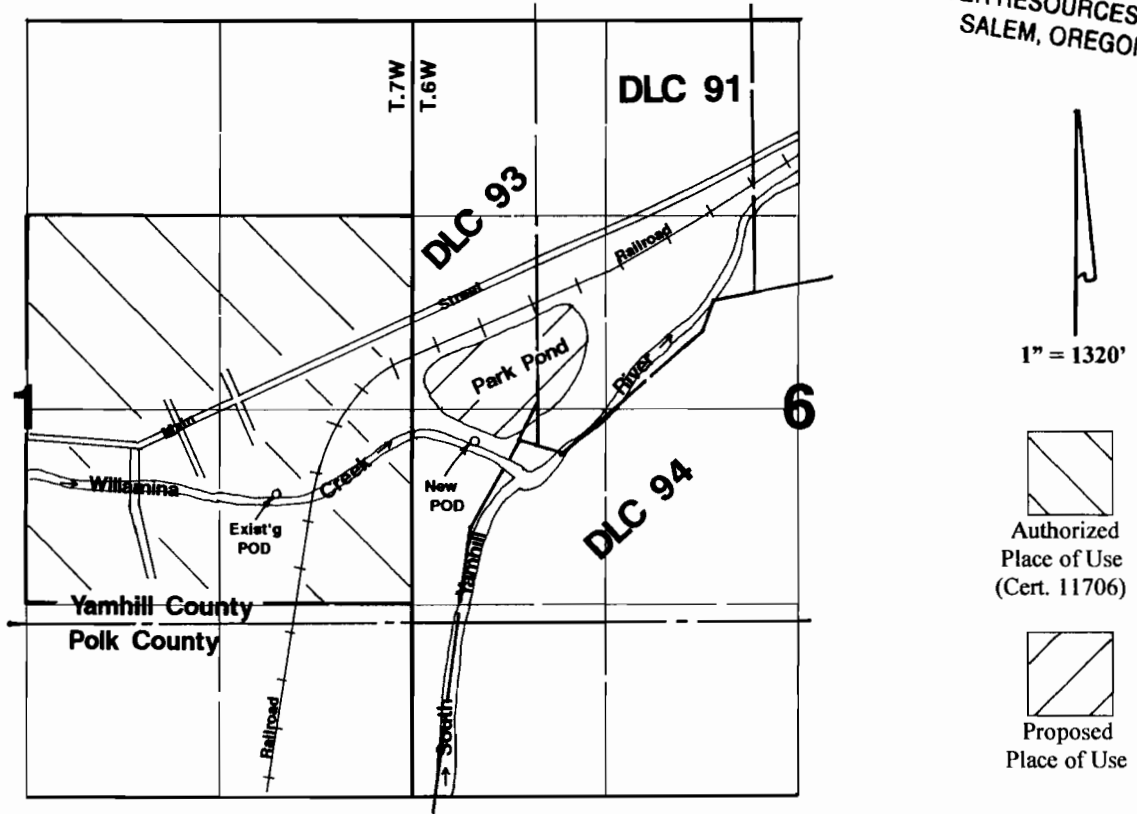 RESOURCES
SALEM, OREGON
T.7W
T.6W
DLC 91
DLC 93
Railroad
Street
Park Pond
1" = 1320'
River
1
6
Main
Willamina
Creek
New
POD
Exist'g
POD
DLC 94
Yamhill
Authorized
Place of Use
(Cert. 11706)
Yamhill County
Polk County
Railroad
South
Proposed
Place of Use